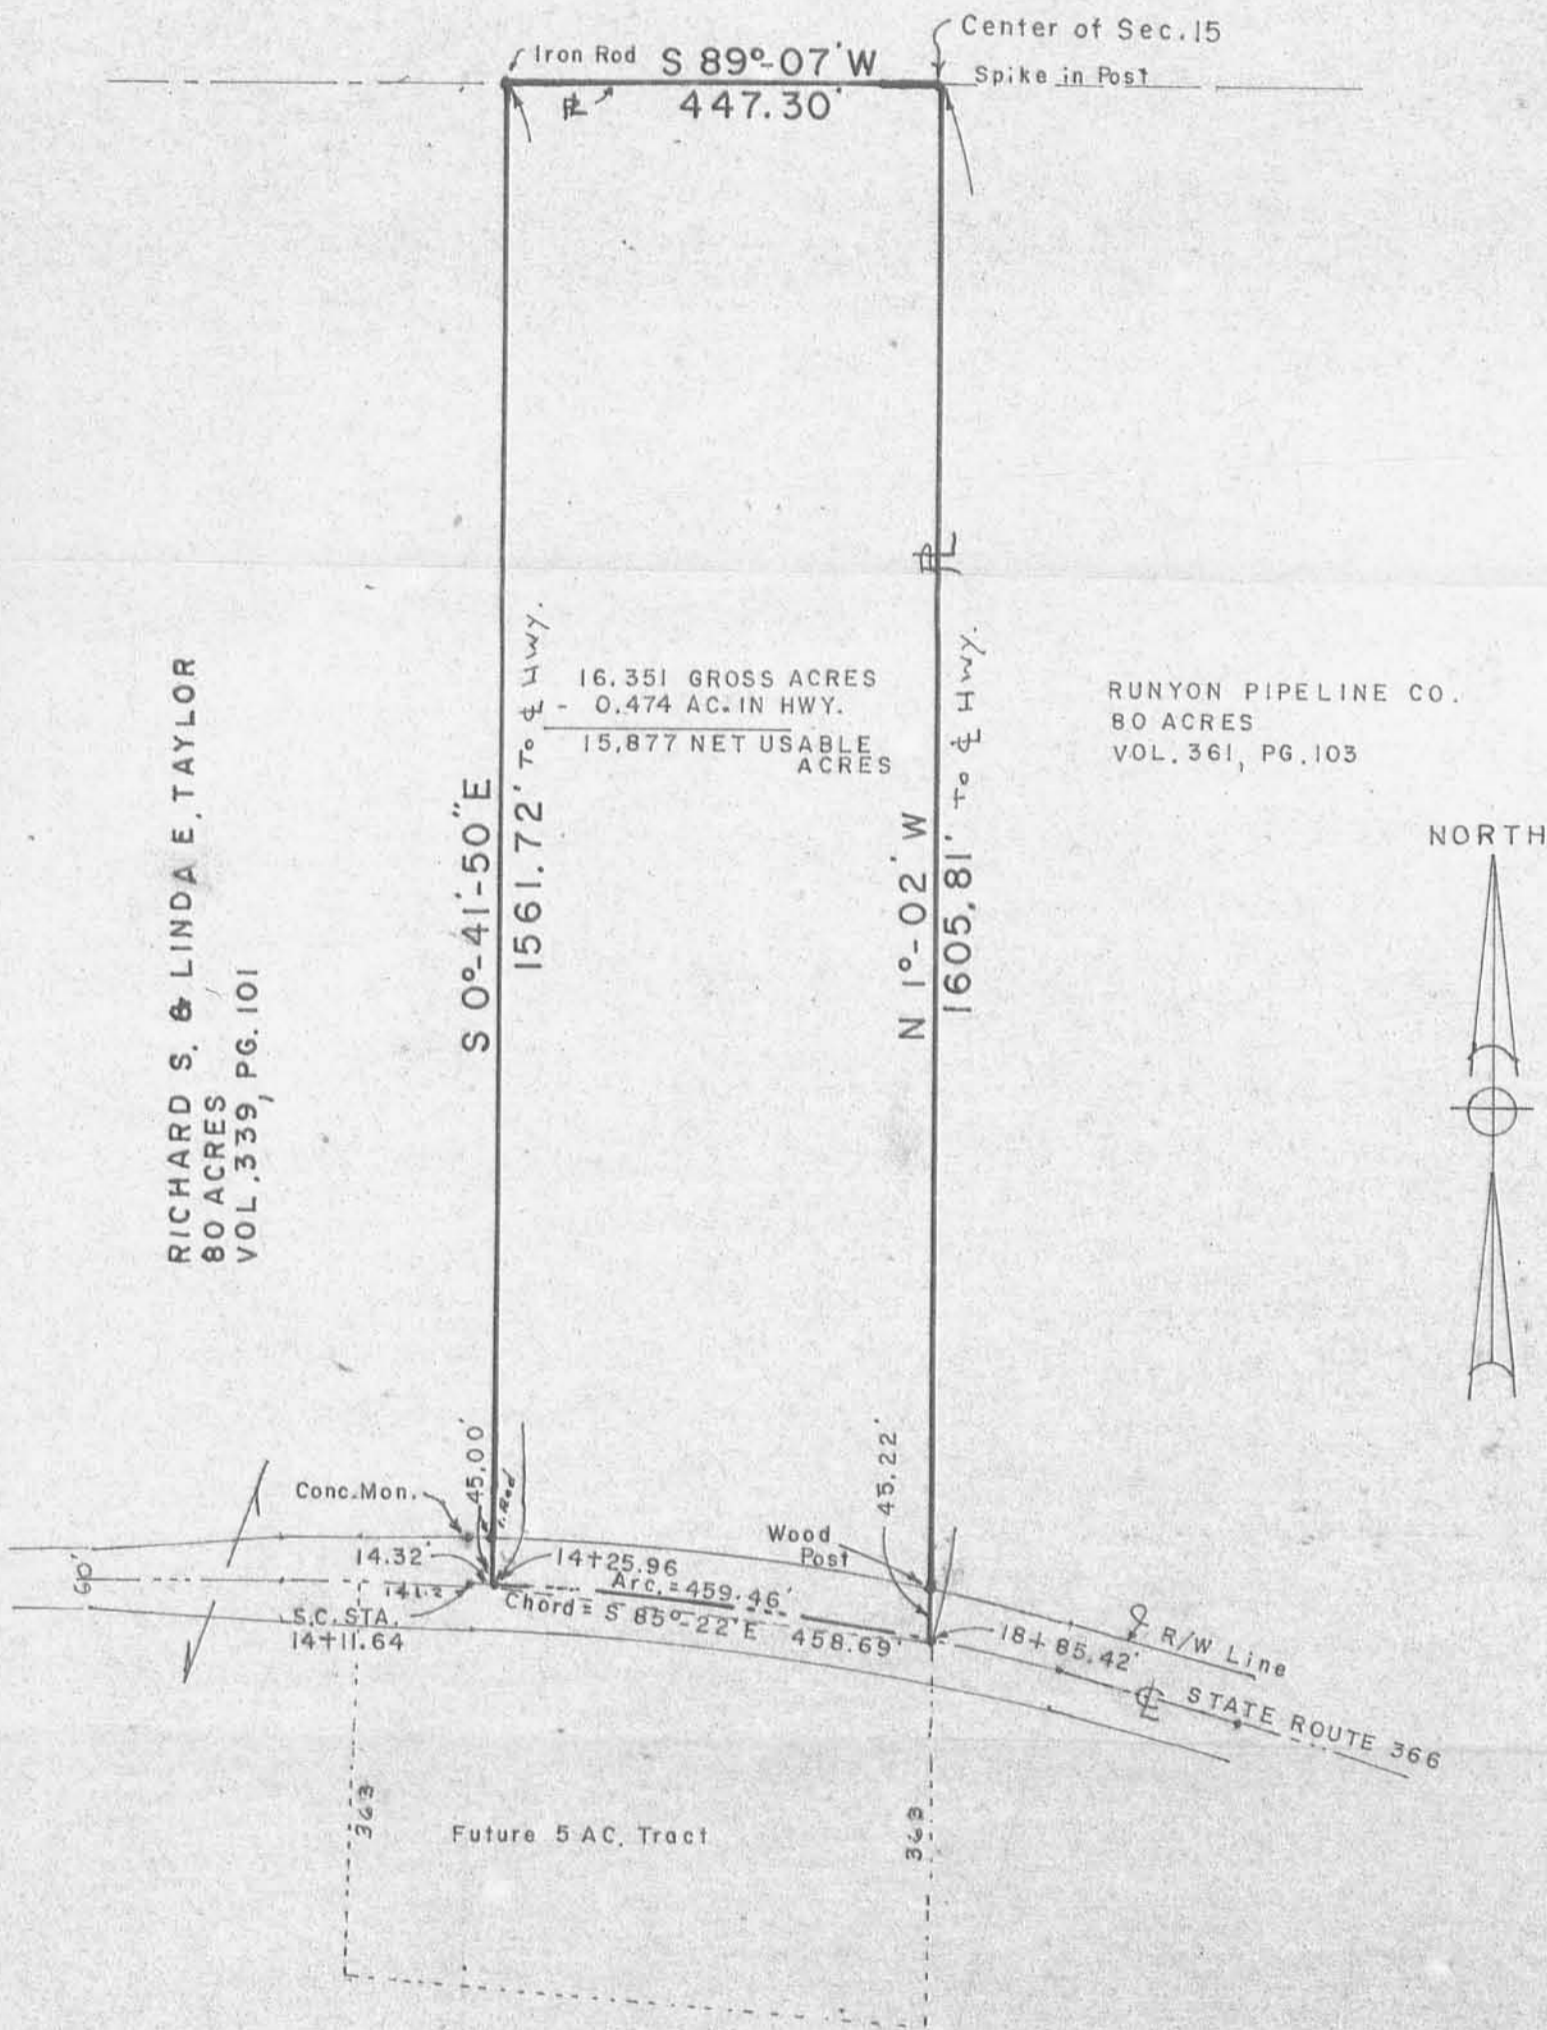 Center of Sec.15
Iron Rod
S 89°-07' W
Spike in Post
℄
447.30'
RICHARD S. & LINDA E. TAYLOR
80 ACRES
VOL.339, PG.101
S 0°-41'-50" E
1561.72' To ℄ HWY.
16.351 GROSS ACRES
- 0.474 AC. IN HWY.
15.877 NET USABLE
ACRES
N 1°-02' W
1605.81' To ℄ HWY.
RUNYON PIPELINE CO.
80 ACRES
VOL. 361, PG.103
NORTH
45.00'
I. Rod
45.22'
Conc. Mon.
Wood
Post
60'
14.32'
14+25.96
141.2
Arc. = 459.46'
Chord = S 85°-22' E 458.69'
S.C. STA.
14+11.64
18+85.42'
R/W Line
℄ STATE ROUTE 366
363
363
Future 5 AC. Tract